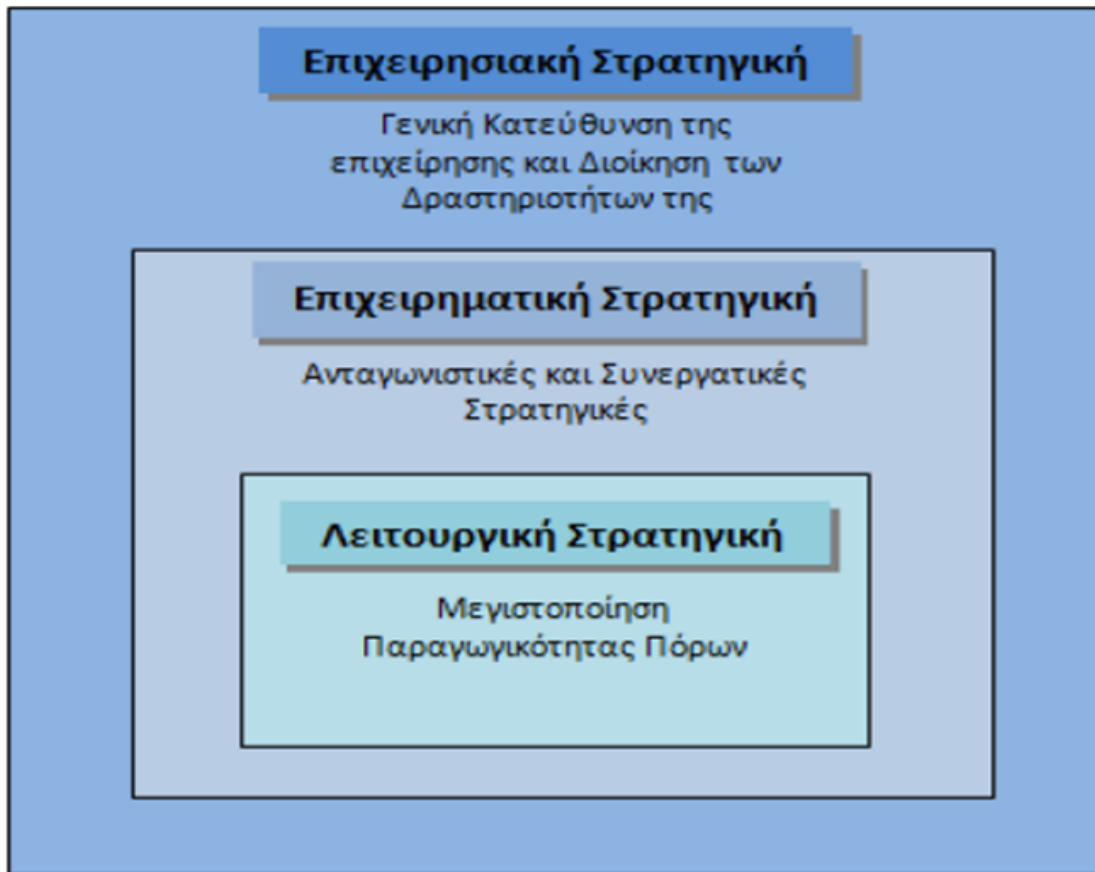 Επιχειρησιακή Στρατηγική
Γενική Κατεύθυνση της
επιχείρησης και Διοίκηση των
Δραστηριοτήτων της
Επιχειρηματική Στρατηγική
Ανταγωνιστικές και Συνεργατικές
Στρατηγικές
Λειτουργική Στρατηγική
Μεγιστοποίηση
Παραγωγικότητας Πόρων